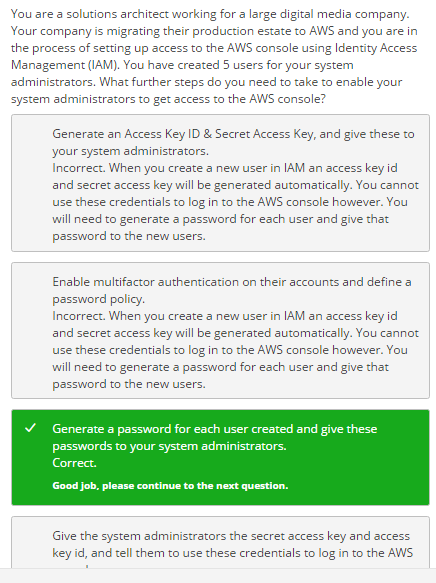 You are a solutions architect working for a large digital media company.
Your company is migrating their production estate to AWS and you are in
the process of setting up access to the AWS console using Identity Access
Management (IAM). You have created 5 users for your system
administrators. What further steps do you need to take to enable your
system administrators to get access to the AWS console?
Generate an Access Key ID & Secret Access Key, and give these to
your system administrators.
Incorrect. When you create a new user in IAM an access key id
and secret access key will be generated automatically. You cannot
use these credentials to log in to the AWS console however. You
will need to generate a password for each user and give that
password to the new users.
Enable multifactor authentication on their accounts and define a
password policy.
Incorrect. When you create a new user in IAM an access key id
and secret access key will be generated automatically. You cannot
use these credentials to log in to the AWS console however. You
will need to generate a password for each user and give that
password to the new users.
Generate a password for each user created and give these
passwords to your system administrators.
Correct.
Good job, please continue to the next question.
Give the system administrators the secret access key and access
key id, and tell them to use these credentials to log in to the AWS